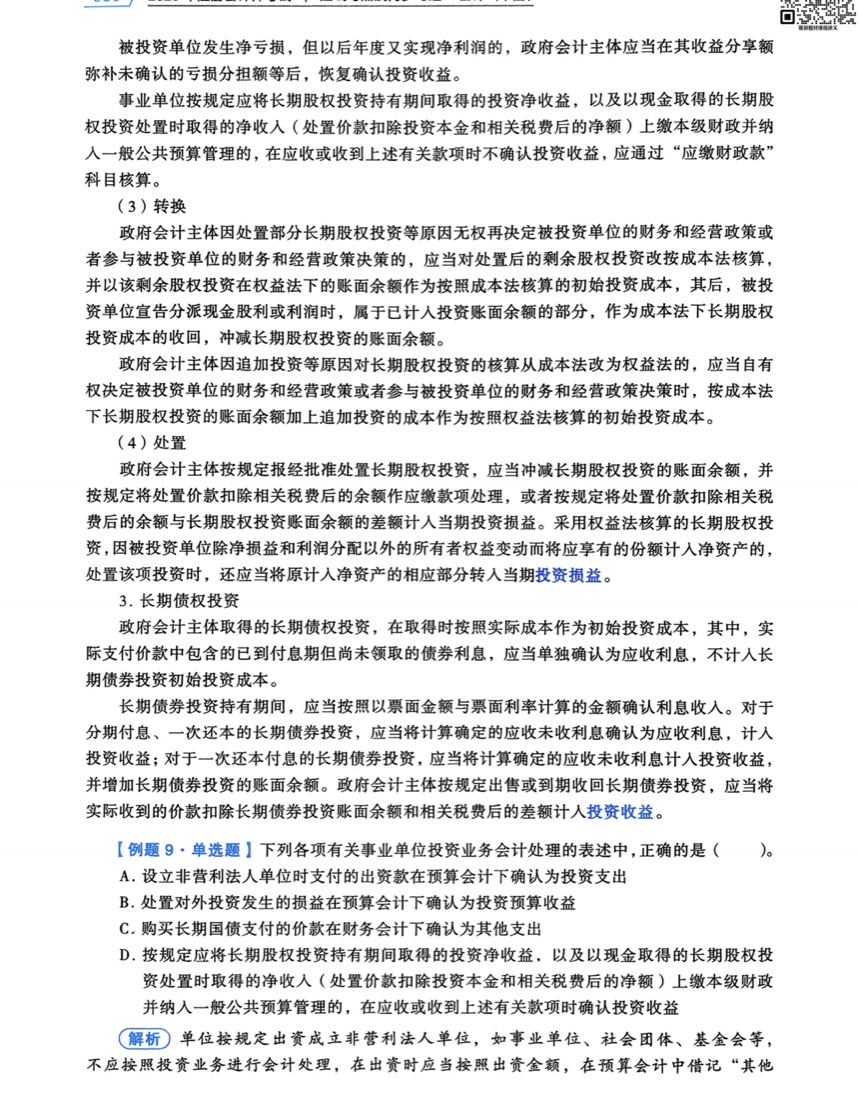 被投资单位发生净亏损，但以后年度又实现净利润的，政府会计主体应当在其收益分享额
弥补未确认的亏损分担额等后，恢复确认投资收益。
事业单位按规定应将长期股权投资持有期间取得的投资净收益，以及以现金取得的长期股
权投资处置时取得的净收入（处置价款扣除投资本金和相关税费后的净额）上缴本级财政并纳
入一般公共预算管理的，在应收或收到上述有关款项时不确认投资收益，应通过“应缴财政款”
科目核算。
（3）转换
政府会计主体因处置部分长期股权投资等原因无权再决定被投资单位的财务和经营政策或
者参与被投资单位的财务和经营政策决策的，应当对处置后的剩余股权投资改按成本法核算，
并以该剩余股权投资在权益法下的账面余额作为按照成本法核算的初始投资成本，其后，被投
资单位宣告分派现金股利或利润时，属于已计入投资账面余额的部分，作为成本法下长期股权
投资成本的收回，冲减长期股权投资的账面余额。
政府会计主体因追加投资等原因对长期股权投资的核算从成本法改为权益法的，应当自有
权决定被投资单位的财务和经营政策或者参与被投资单位的财务和经营政策决策时，按成本法
下长期股权投资的账面余额加上追加投资的成本作为按照权益法核算的初始投资成本。
（4）处置
政府会计主体按规定报经批准处置长期股权投资，应当冲减长期股权投资的账面余额，并
按规定将处置价款扣除相关税费后的余额作应缴款项处理，或者按规定将处置价款扣除相关税
费后的余额与长期股权投资账面余额的差额计入当期投资损益。采用权益法核算的长期股权投
资，因被投资单位除净损益和利润分配以外的所有者权益变动而将应享有的份额计入净资产的，
处置该项投资时，还应当将原计入净资产的相应部分转入当期投资损益。
3. 长期债权投资
政府会计主体取得的长期债权投资，在取得时按照实际成本作为初始投资成本，其中，实
际支付价款中包含的已到付息期但尚未领取的债券利息，应当单独确认为应收利息，不计入长
期债券投资初始投资成本。
长期债券投资持有期间，应当按照以票面金额与票面利率计算的金额确认利息收入。对于
分期付息、一次还本的长期债券投资，应当将计算确定的应收未收利息确认为应收利息，计入
投资收益；对于一次还本付息的长期债券投资，应当将计算确定的应收未收利息计入投资收益，
并增加长期债券投资的账面余额。政府会计主体按规定出售或到期收回长期债券投资，应当将
实际收到的价款扣除长期债券投资账面余额和相关税费后的差额计入投资收益。
【例题 9·单选题】下列各项有关事业单位投资业务会计处理的表述中，正确的是（　　）。
A. 设立非营利法人单位时支付的出资款在预算会计下确认为投资支出
B. 处置对外投资发生的损益在预算会计下确认为投资预算收益
C. 购买长期国债支付的价款在财务会计下确认为其他支出
D. 按规定应将长期股权投资持有期间取得的投资净收益，以及以现金取得的长期股权投
资处置时取得的净收入（处置价款扣除投资本金和相关税费后的净额）上缴本级财政
并纳入一般公共预算管理的，在应收或收到上述有关款项时确认投资收益
解析 单位按规定出资成立非营利法人单位，如事业单位、社会团体、基金会等，
不应按照投资业务进行会计处理，在出资时应当按照出资金额，在预算会计中借记“其他